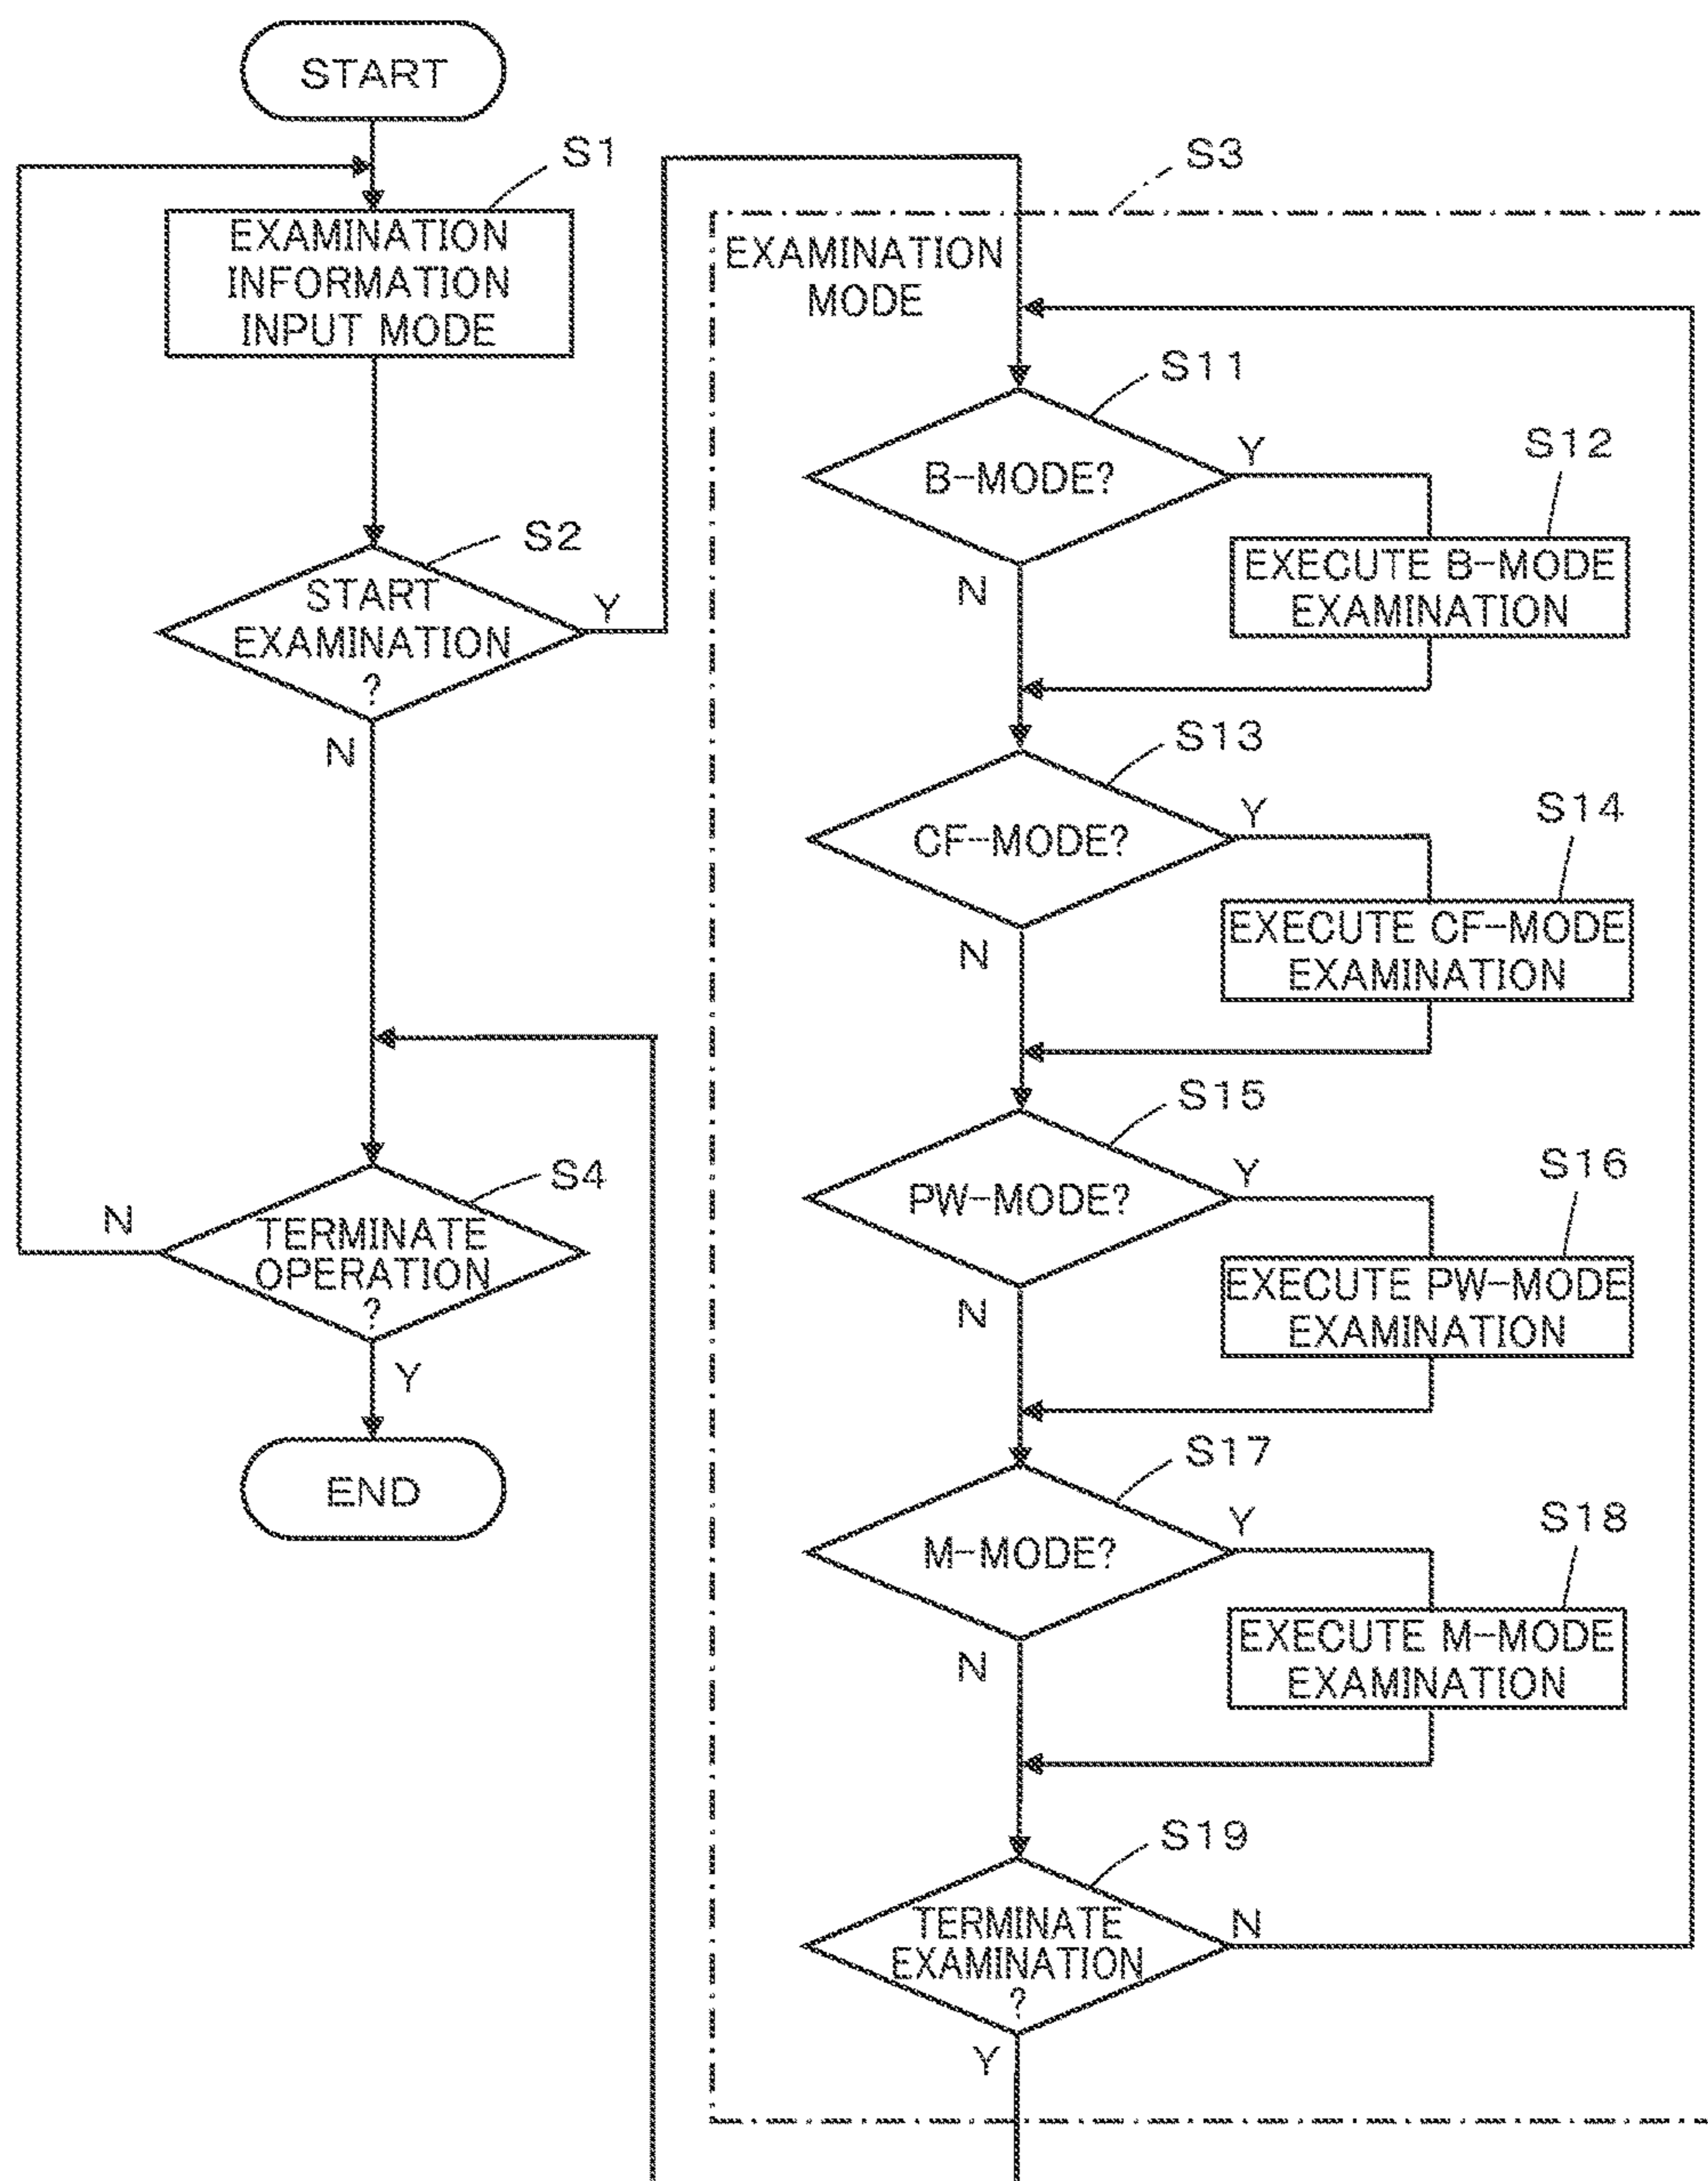 START
S1
EXAMINATION
INFORMATION
INPUT MODE
S2
START
EXAMINATION
?
Y
N
S4
TERMINATE
OPERATION
?
N
Y
END
S3
EXAMINATION
MODE
S11
B-MODE?
Y
N
S12
EXECUTE B-MODE
EXAMINATION
S13
CF-MODE?
Y
N
S14
EXECUTE CF-MODE
EXAMINATION
S15
PW-MODE?
Y
N
S16
EXECUTE PW-MODE
EXAMINATION
S17
M-MODE?
Y
N
S18
EXECUTE M-MODE
EXAMINATION
S19
TERMINATE
EXAMINATION
?
N
Y